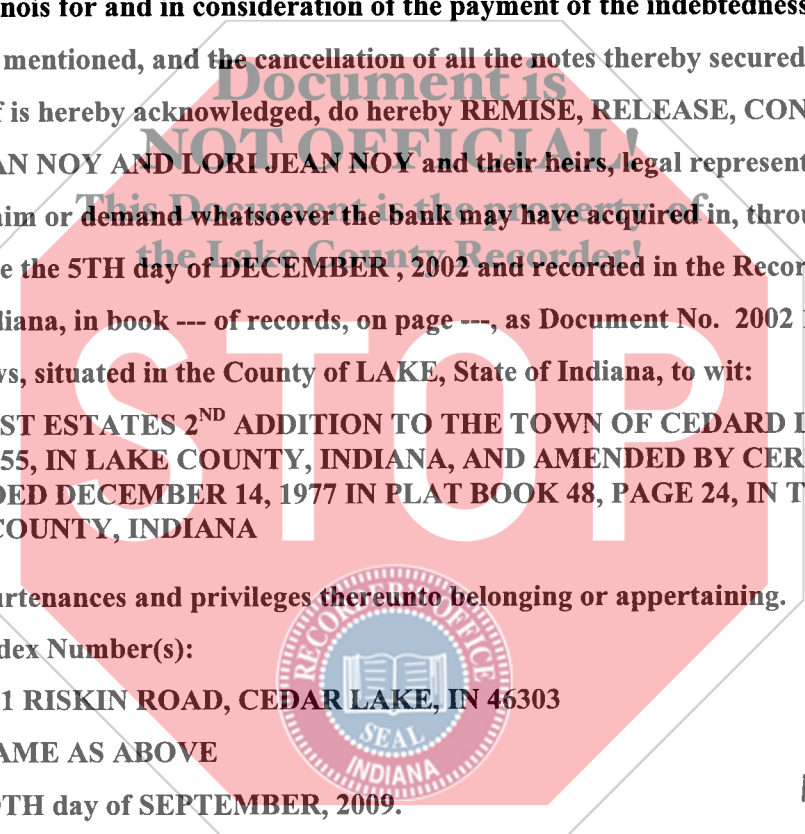 nois for and in consideration of the payment of the indebtedness
mentioned, and the cancellation of all the notes thereby secured
Document is
f is hereby acknowledged, do hereby REMISE, RELEASE, CON
NOT OFFICIAL!
AN NOY AND LORI JEAN NOY and their heirs, legal represent
This Document is the property of
aim or demand whatsoever the bank may have acquired in, throu
the Lake County Recorder!
e the 5TH day of DECEMBER , 2002 and recorded in the Recor
diana, in book --- of records, on page ---, as Document No. 2002
ws, situated in the County of LAKE, State of Indiana, to wit:
STOP
ST ESTATES 2ND ADDITION TO THE TOWN OF CEDARD L
55, IN LAKE COUNTY, INDIANA, AND AMENDED BY CER
DED DECEMBER 14, 1977 IN PLAT BOOK 48, PAGE 24, IN T
COUNTY, INDIANA
urtenances and privileges thereunto belonging or appertaining.
dex Number(s):
RECORDER'S OFFICE
1 RISKIN ROAD, CEDAR LAKE, IN 46303
SEAL
AME AS ABOVE
INDIANA
TH day of SEPTEMBER, 2009.